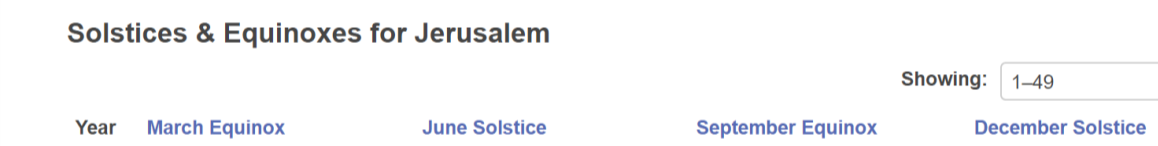 Solstices & Equinoxes for Jerusalem
Showing: 1–49
Year March Equinox June Solstice September Equinox December Solstice